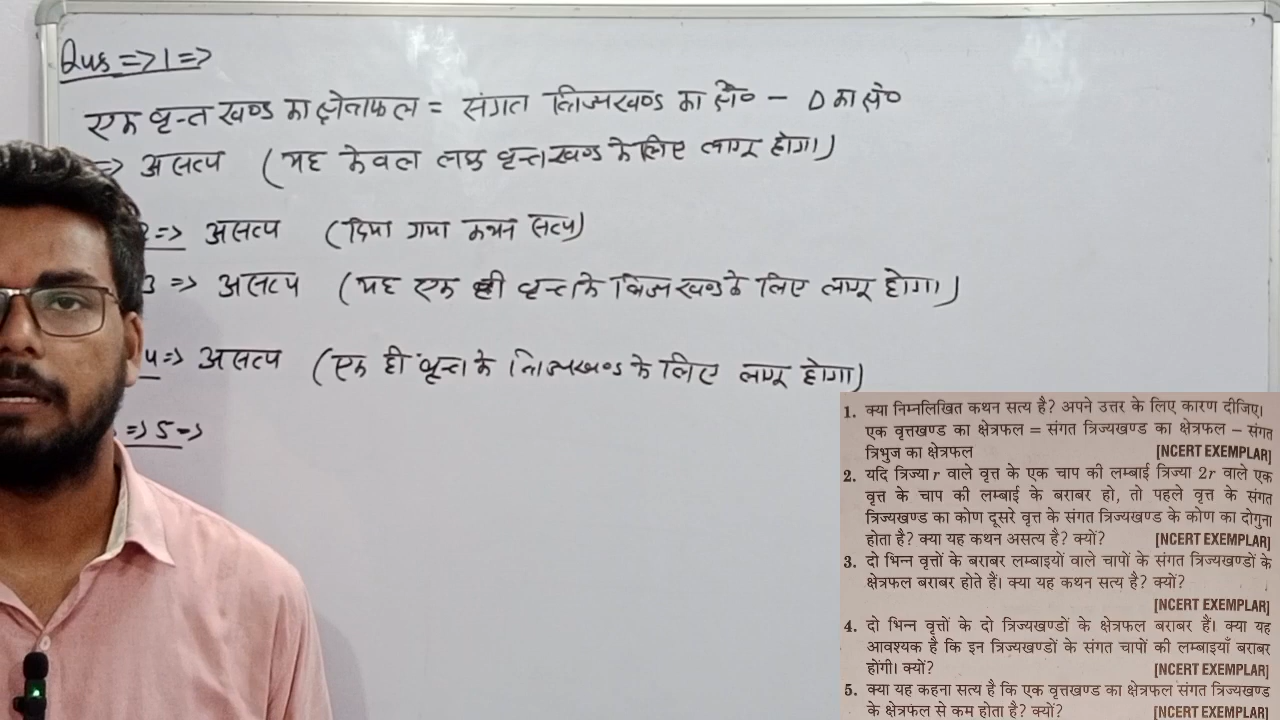 Qus => 1 =>
एक वृत्त खण्ड का क्षेत्रफल = संगत त्रिज्यखण्ड का क्षे० - Δ का क्षे०
=> असत्य (यह केवल लघु वृत्तखण्ड के लिए लागू होगा)
2 => असत्य (दिया गया कथन सत्य)
3 => असत्य (यह एक ही वृत्त के त्रिज्यखण्ड के लिए लागू होगा)
4 => असत्य (एक ही वृत्त के त्रिज्यखण्ड के लिए लागू होगा)
=> 5 =>
1. क्या निम्नलिखित कथन सत्य है? अपने उत्तर के लिए कारण दीजिए।
एक वृत्तखण्ड का क्षेत्रफल = संगत त्रिज्यखण्ड का क्षेत्रफल − संगत
त्रिभुज का क्षेत्रफल [NCERT EXEMPLAR]
2. यदि त्रिज्या r वाले वृत्त के एक चाप की लम्बाई त्रिज्या 2r वाले एक
वृत्त के चाप की लम्बाई के बराबर हो, तो पहले वृत्त के संगत
त्रिज्यखण्ड का कोण दूसरे वृत्त के संगत त्रिज्यखण्ड के कोण का दोगुना
होता है? क्या यह कथन असत्य है? क्यों? [NCERT EXEMPLAR]
3. दो भिन्न वृत्तों के बराबर लम्बाइयों वाले चापों के संगत त्रिज्यखण्डों के
क्षेत्रफल बराबर होते हैं। क्या यह कथन सत्य है? क्यों?
[NCERT EXEMPLAR]
4. दो भिन्न वृत्तों के दो त्रिज्यखण्डों के क्षेत्रफल बराबर हैं। क्या यह
आवश्यक है कि इन त्रिज्यखण्डों के संगत चापों की लम्बाइयाँ बराबर
होंगी। क्यों? [NCERT EXEMPLAR]
5. क्या यह कहना सत्य है कि एक वृत्तखण्ड का क्षेत्रफल संगत त्रिज्यखण्ड
के क्षेत्रफल से कम होता है? क्यों? [NCERT EXEMPLAR]